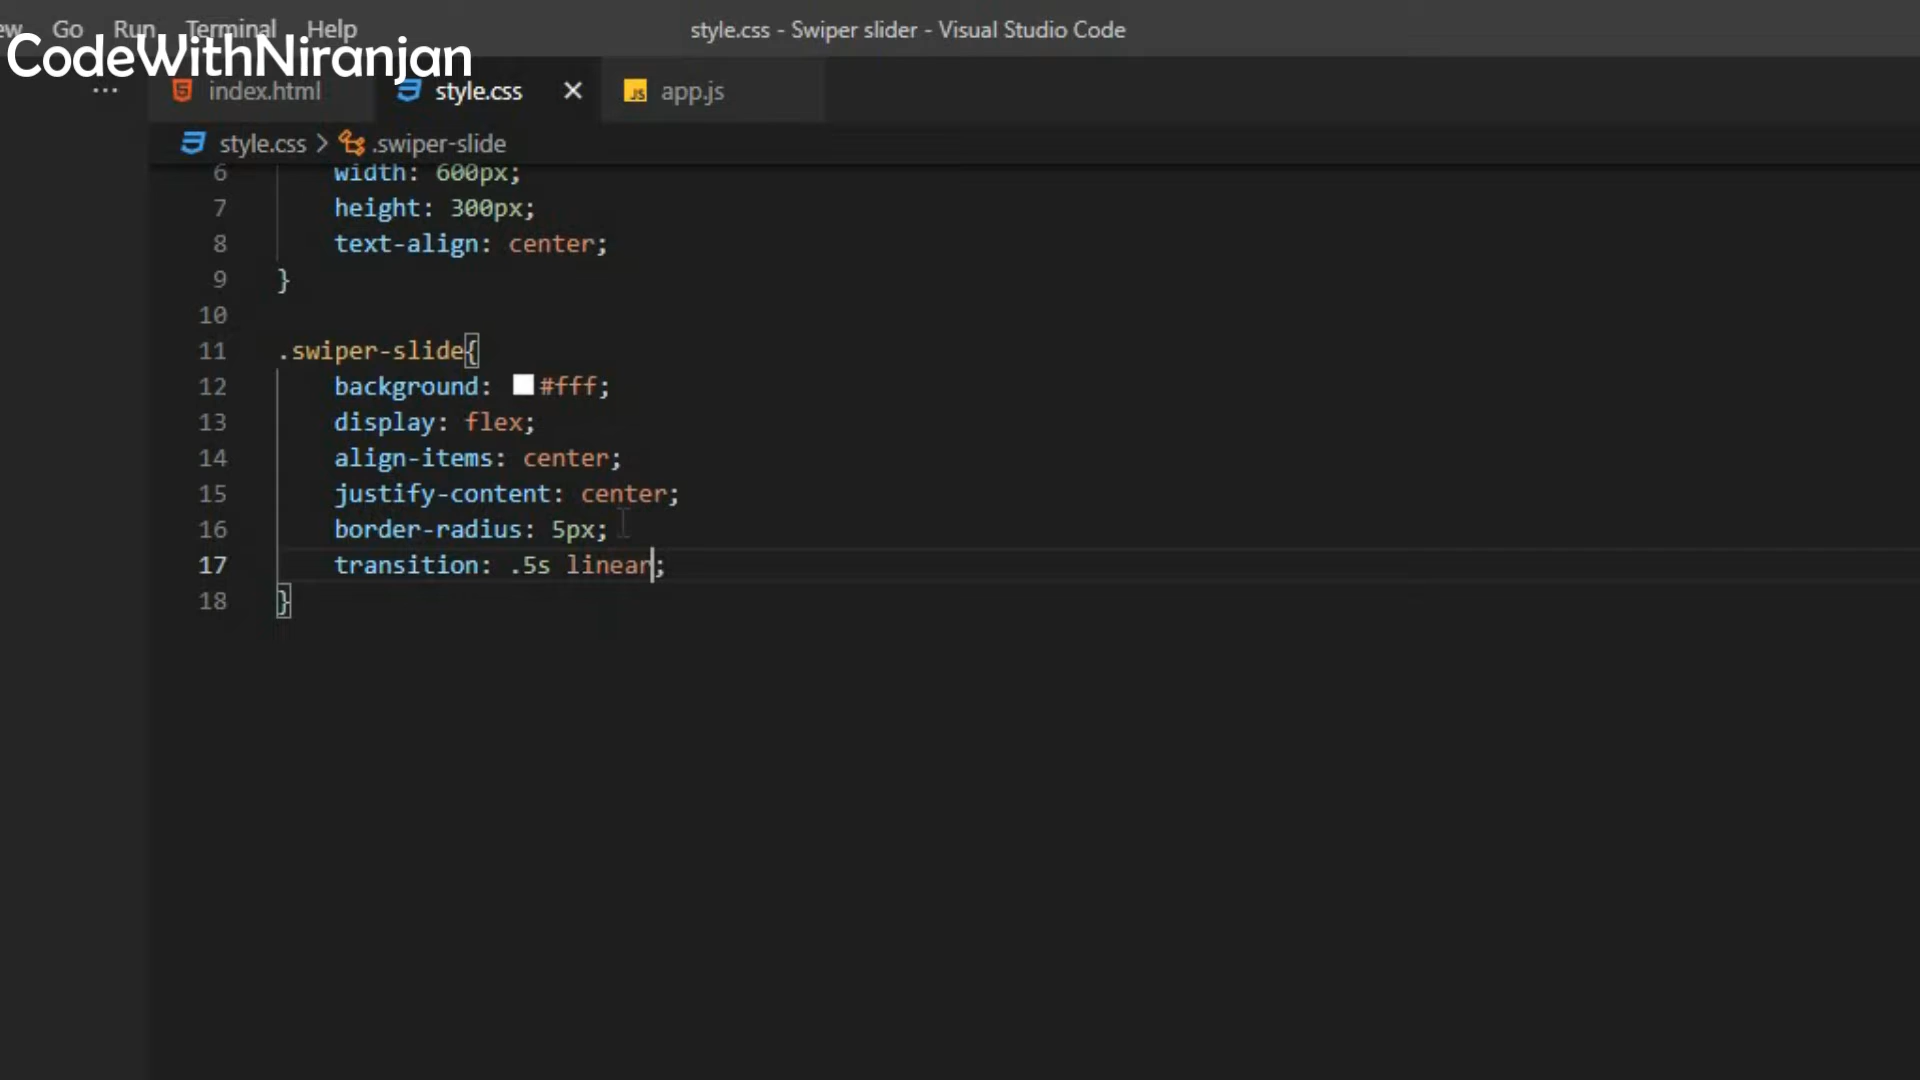 Go Run Terminal Help
style.css - Swiper slider - Visual Studio Code
CodeWithNiranjan
··· index.html style.css × JS app.js
style.css > .swiper-slide
6 width: 600px;
7 height: 300px;
8 text-align: center;
9 }
10
11 .swiper-slide{
12 background: #fff;
13 display: flex;
14 align-items: center;
15 justify-content: center;
16 border-radius: 5px;
17 transition: .5s linear;
18 }